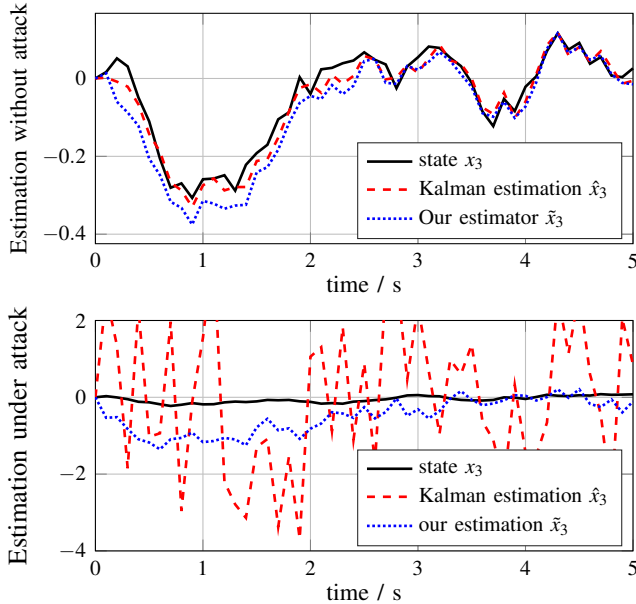 Estimation without attack
0
−0.2
−0.4
state x₃
Kalman estimation x̂₃
Our estimator x̃₃
0 1 2 3 4 5
time / s
Estimation under attack
2
0
−2
−4
state x₃
Kalman estimation x̂₃
our estimation x̃₃
0 1 2 3 4 5
time / s